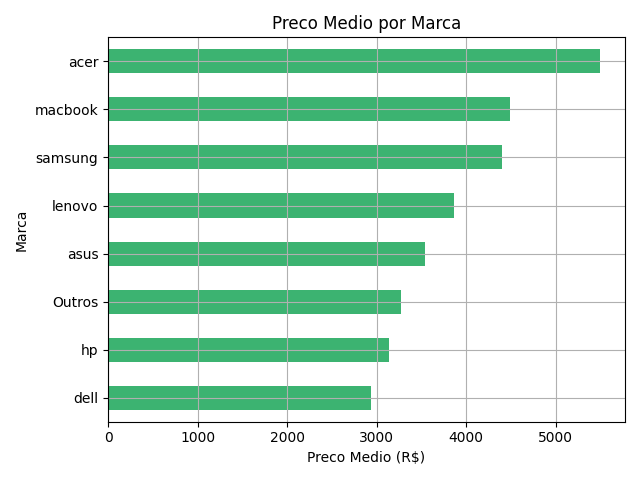 Preco Medio por Marca
acer
macbook
samsung
lenovo
asus
Outros
hp
dell
Marca
0 1000 2000 3000 4000 5000
Preco Medio (R$)